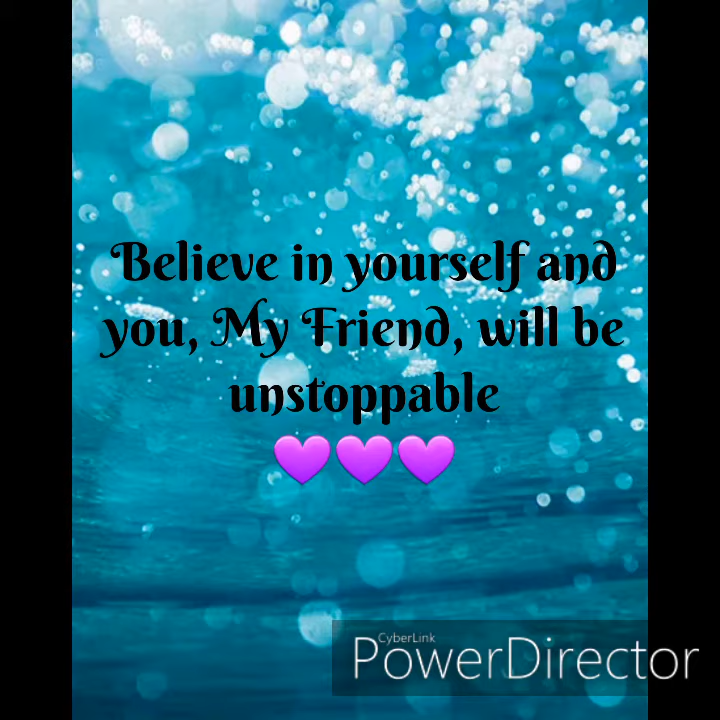 Believe in yourself and
you, My Friend, will be
unstoppable
💜💜💜
CyberLink
PowerDirector